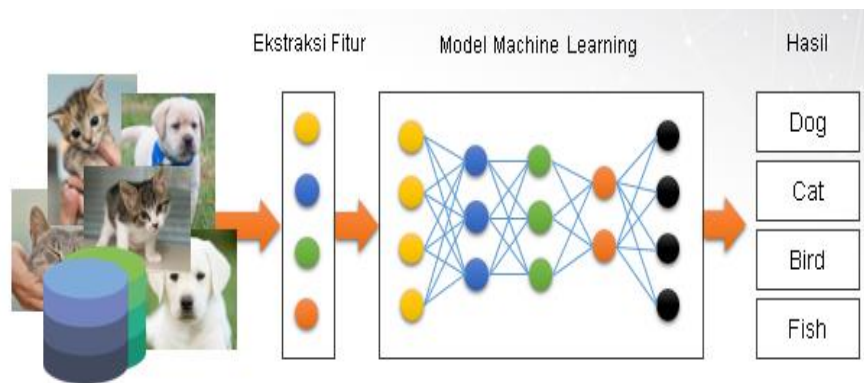 Ekstraksi Fitur
Model Machine Learning
Hasil
Dog
Cat
Bird
Fish